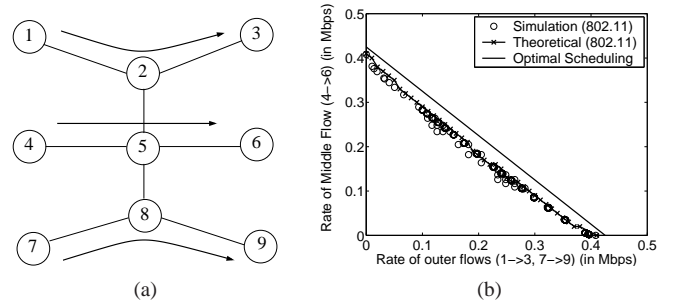 1
3
2
4
5
6
8
7
9
(a)
Rate of Middle Flow (4->6) (in Mbps)
0.5
0.4
0.3
0.2
0.1
0
Simulation (802.11)
Theoretical (802.11)
Optimal Scheduling
0 0.1 0.2 0.3 0.4 0.5
Rate of outer flows (1->3, 7->9) (in Mbps)
(b)